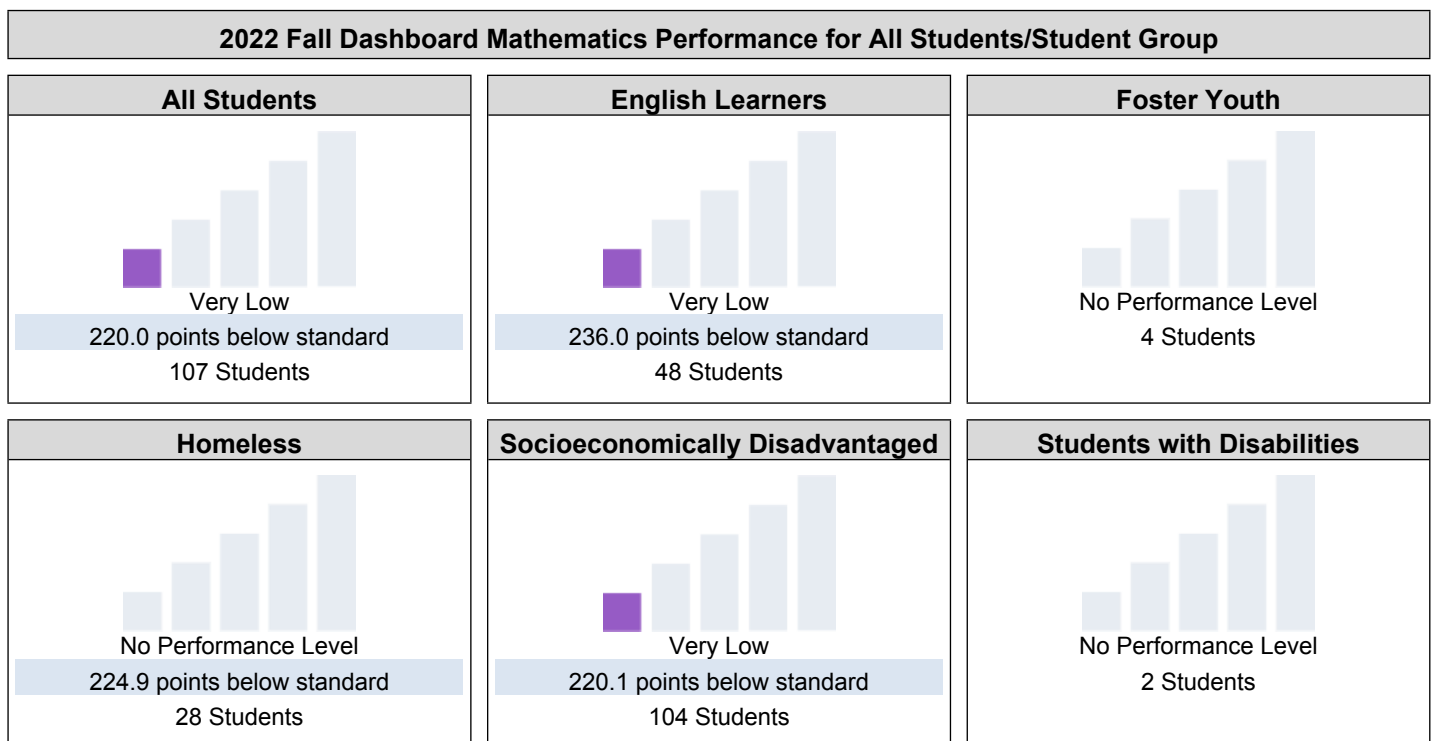 2022 Fall Dashboard Mathematics Performance for All Students/Student Group
All Students
Very Low
220.0 points below standard
107 Students
English Learners
Very Low
236.0 points below standard
48 Students
Foster Youth
No Performance Level
4 Students
Homeless
No Performance Level
224.9 points below standard
28 Students
Socioeconomically Disadvantaged
Very Low
220.1 points below standard
104 Students
Students with Disabilities
No Performance Level
2 Students